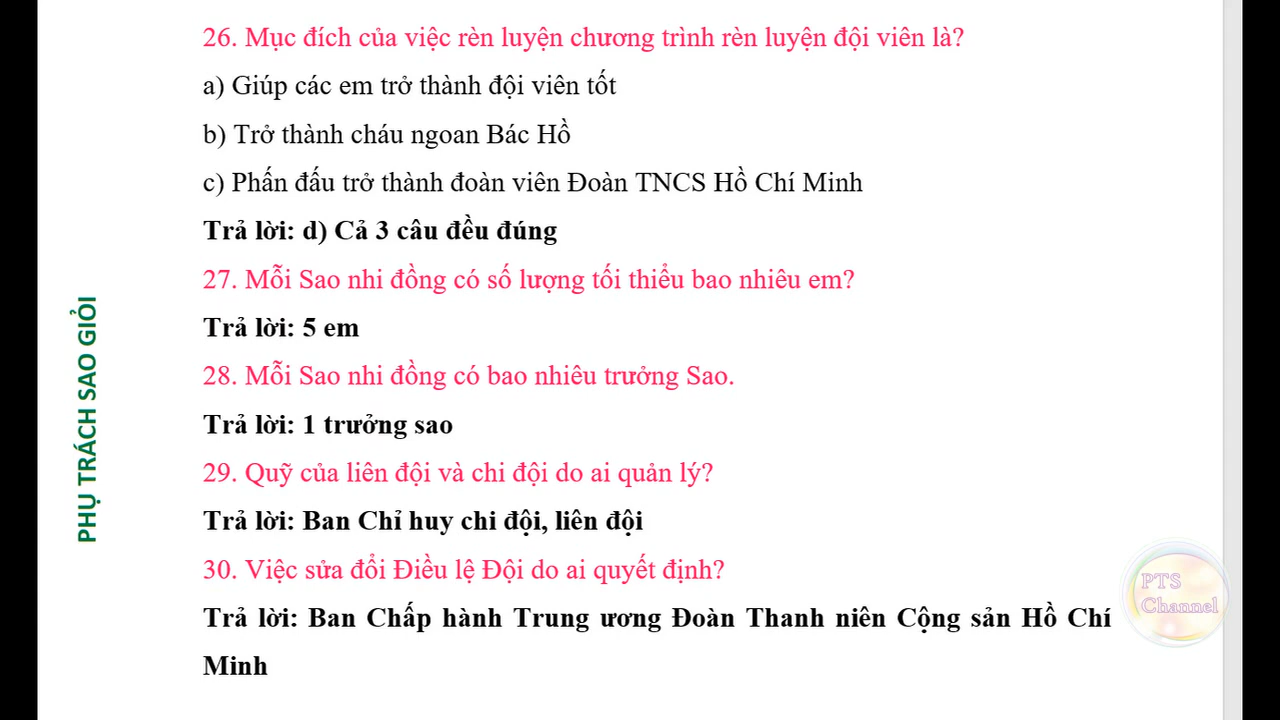 26. Mục đích của việc rèn luyện chương trình rèn luyện đội viên là?
a) Giúp các em trở thành đội viên tốt
b) Trở thành cháu ngoan Bác Hồ
c) Phấn đấu trở thành đoàn viên Đoàn TNCS Hồ Chí Minh
Trả lời: d) Cả 3 câu đều đúng
27. Mỗi Sao nhi đồng có số lượng tối thiểu bao nhiêu em?
Trả lời: 5 em
28. Mỗi Sao nhi đồng có bao nhiêu trưởng Sao.
Trả lời: 1 trưởng sao
29. Quỹ của liên đội và chi đội do ai quản lý?
Trả lời: Ban Chỉ huy chi đội, liên đội
30. Việc sửa đổi Điều lệ Đội do ai quyết định?
Trả lời: Ban Chấp hành Trung ương Đoàn Thanh niên Cộng sản Hồ Chí
Minh
PHỤ TRÁCH SAO GIỎI
PTS
Channel